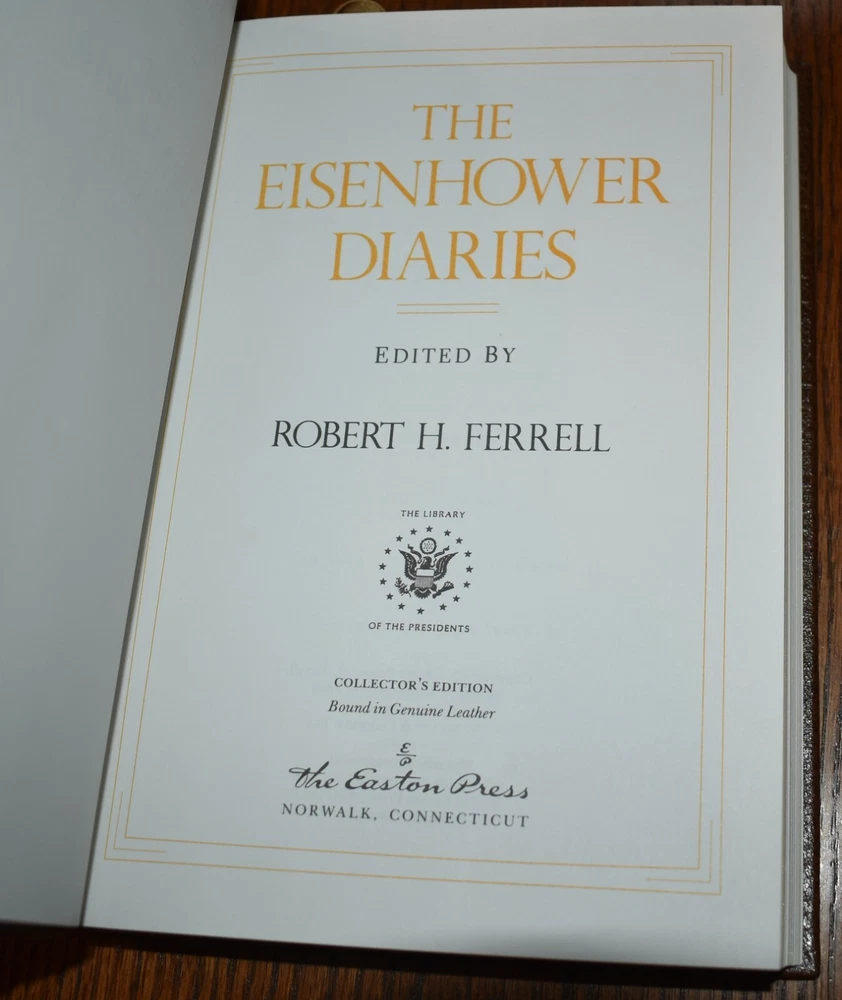 THE
EISENHOWER
DIARIES
EDITED BY
ROBERT H. FERRELL
THE LIBRARY
OF THE PRESIDENTS
COLLECTOR'S EDITION
Bound in Genuine Leather
E
P
The Easton Press
NORWALK, CONNECTICUT